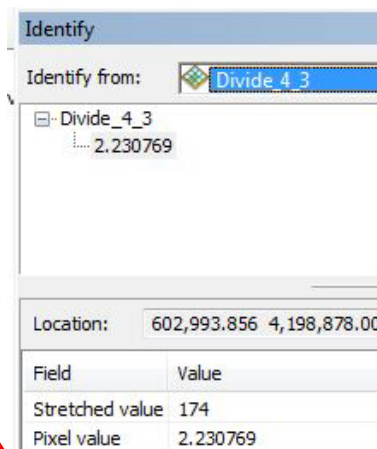 Identify
Identify from: Divide_4_3
Divide_4_3
2.230769
Location: 602,993.856 4,198,878.00
Field Value
Stretched value 174
Pixel value 2.230769